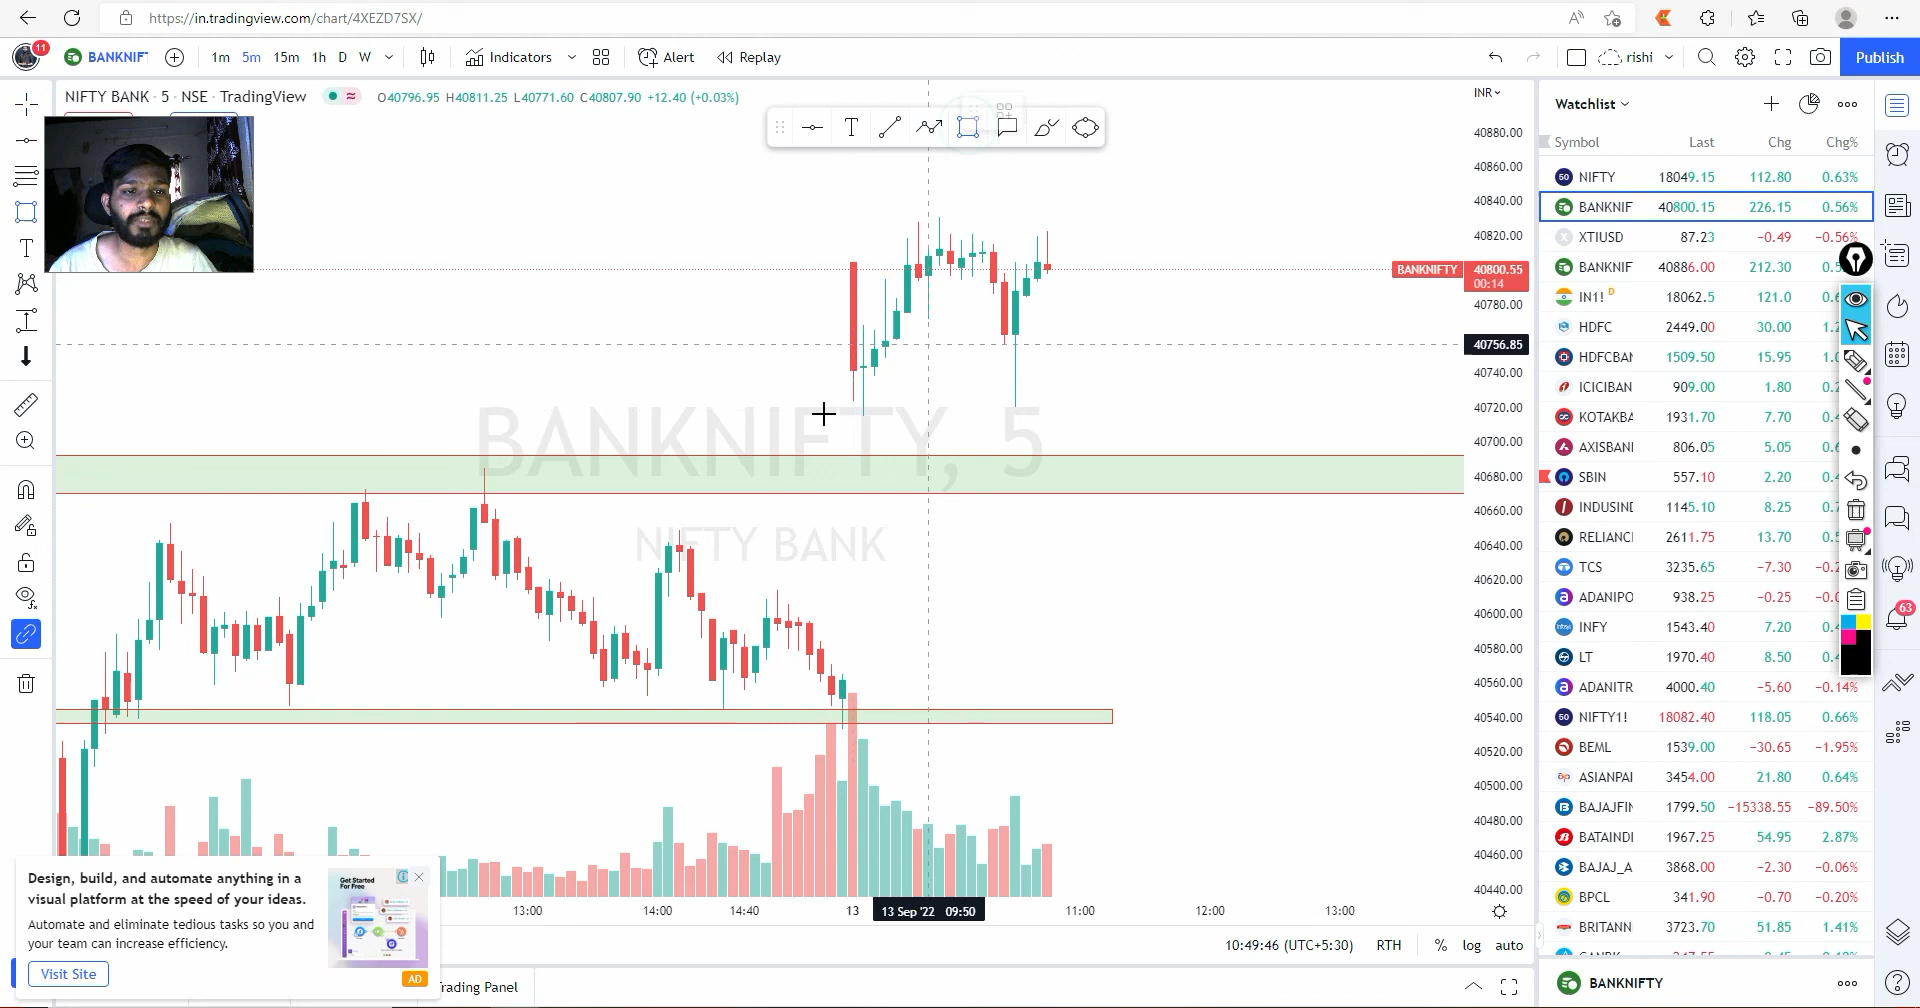 https://in.tradingview.com/chart/4XEZD7SX/
11
BANKNIF
1m 5m 15m 1h D W
Indicators
Alert
Replay
rishi
Publish
NIFTY BANK · 5 · NSE · TradingView
O40796.95 H40811.25 L40771.60 C40807.90 +12.40 (+0.03%)
INR
40880.00
40860.00
40840.00
40820.00
BANKNIFTY 40800.55
00:14
40780.00
40756.85
40740.00
40720.00
40700.00
40680.00
40660.00
40640.00
40620.00
40600.00
40580.00
40560.00
40540.00
40520.00
40500.00
40480.00
40460.00
40440.00
BANKNIFTY, 5
NIFTY BANK
13:00
14:00
14:40
13
13 Sep '22 09:50
11:00
12:00
13:00
10:49:46 (UTC+5:30)
RTH
%
log
auto
rading Panel
Design, build, and automate anything in a
visual platform at the speed of your ideas.
Automate and eliminate tedious tasks so you and
your team can increase efficiency.
Visit Site
Get Started
For Free
AD
Watchlist
Symbol Last Chg Chg%
NIFTY 18049.15 112.80 0.63%
BANKNIF 40800.15 226.15 0.56%
XTIUSD 87.23 −0.49 −0.56%
BANKNIF 40886.00 212.30
IN1! D 18062.5 121.0
HDFC 2449.00 30.00
HDFCBAN 1509.50 15.95
ICICIBAN 909.00 1.80
KOTAKBA 1931.70 7.70
AXISBANI 806.05 5.05
SBIN 557.10 2.20
INDUSIND 1145.10 8.25
RELIANCI 2611.75 13.70
TCS 3235.65 −7.30
ADANIPO 938.25 −0.25
INFY 1543.40 7.20
LT 1970.40 8.50
ADANITR 4000.40 −5.60 −0.14%
NIFTY1! 18082.40 118.05 0.66%
BEML 1539.00 −30.65 −1.95%
ASIANPAI 3454.00 21.80 0.64%
BAJAJFIN 1799.50 −15338.55 −89.50%
BATAINDI 1967.25 54.95 2.87%
BAJAJ_A 3868.00 −2.30 −0.06%
BPCL 341.90 −0.70 −0.20%
BRITANN 3723.70 51.85 1.41%
BANKNIFTY
63